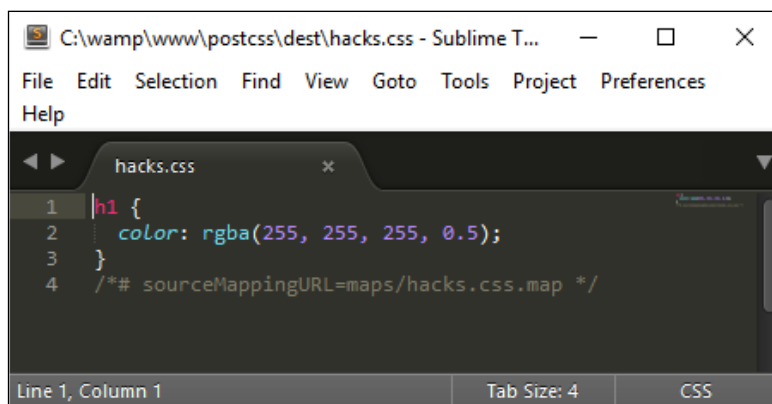 C:\wamp\www\postcss\dest\hacks.css - Sublime T...
File Edit Selection Find View Goto Tools Project Preferences
Help
hacks.css
1 h1 {
2 color: rgba(255, 255, 255, 0.5);
3 }
4 /*# sourceMappingURL=maps/hacks.css.map */
Line 1, Column 1 Tab Size: 4 CSS